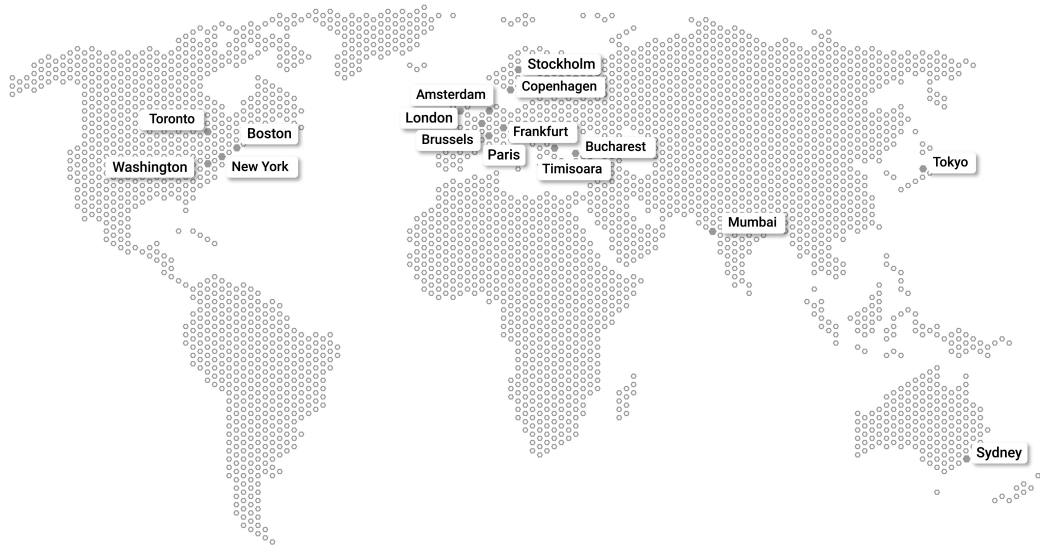 Stockholm
Copenhagen
Amsterdam
London
Toronto
Boston
Frankfurt
Brussels
Bucharest
Paris
Tokyo
Washington
New York
Timisoara
Mumbai
Sydney